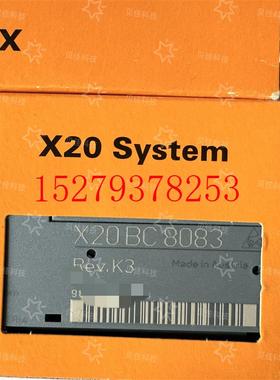 X
X20 System
15279378253
X20 BC 8083
Rev. K3
Made in Austria